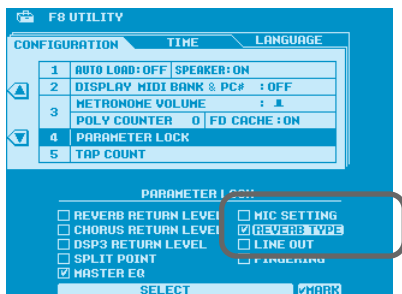 F8 UTILITY
CONFIGURATION TIME LANGUAGE
1 AUTO LOAD:OFF SPEAKER:ON
2 DISPLAY MIDI BANK & PC# :OFF
3 METRONOME VOLUME :
POLY COUNTER 0 FD CACHE:ON
4 PARAMETER LOCK
5 TAP COUNT
PARAMETER LOCK
REVERB RETURN LEVEL MIC SETTING
CHORUS RETURN LEVEL REVERB TYPE
DSP3 RETURN LEVEL LINE OUT
SPLIT POINT FINGERING
MASTER EQ
SELECT MARK